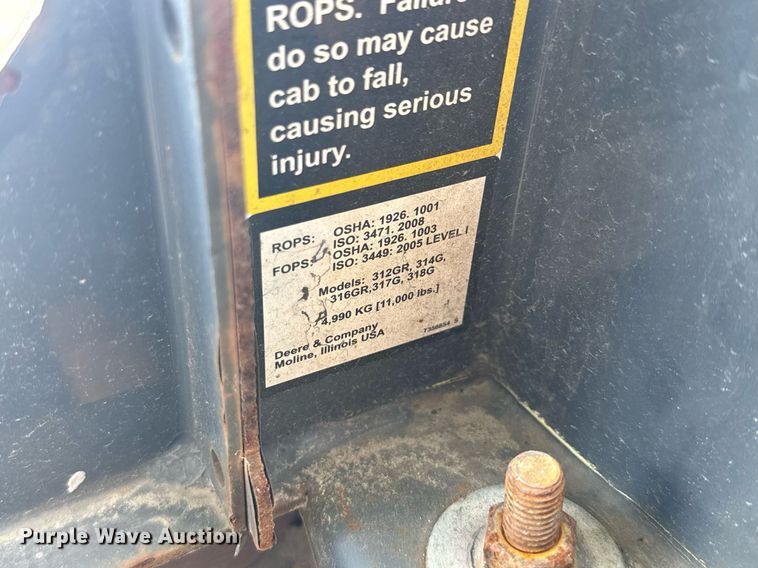 ROPS. Failure
do so may cause
cab to fall,
causing serious
injury.
ROPS: OSHA: 1926. 1001
ISO: 3471. 2008
FOPS: OSHA: 1926. 1003
ISO: 3449: 2005 LEVEL I
Models: 312GR, 314G,
316GR,317G, 318G
4,990 KG [11,000 lbs.]
Deere & Company
Moline, Illinois USA
Purple Wave Auction